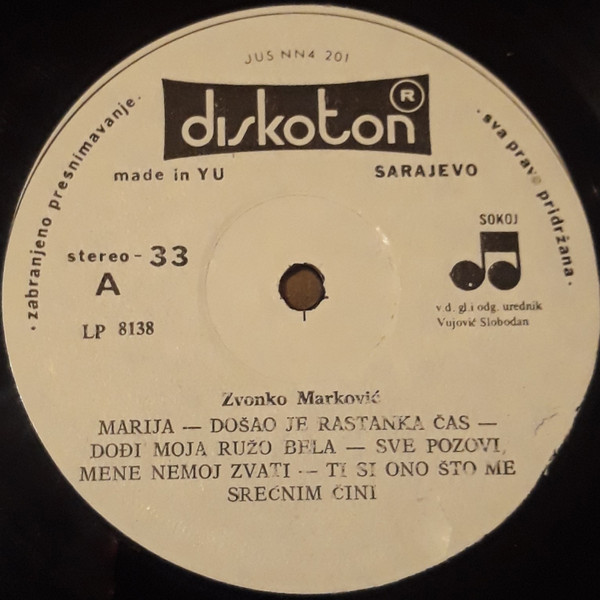 JUS NN4 201
diskoton ®
made in YU
SARAJEVO
· zabranjeno presnimavanje ·
· sva prava pridržana ·
stereo - 33
A
LP 8138
SOKOJ
v.d. gl. i odg. urednik
Vujović Slobodan
Zvonko Marković
MARIJA — DOŠAO JE RASTANKA ČAS —
DOĐI MOJA RUŽO BELA — SVE POZOVI,
MENE NEMOJ ZVATI — TI SI ONO ŠTO ME
SREĆNIM ČINI